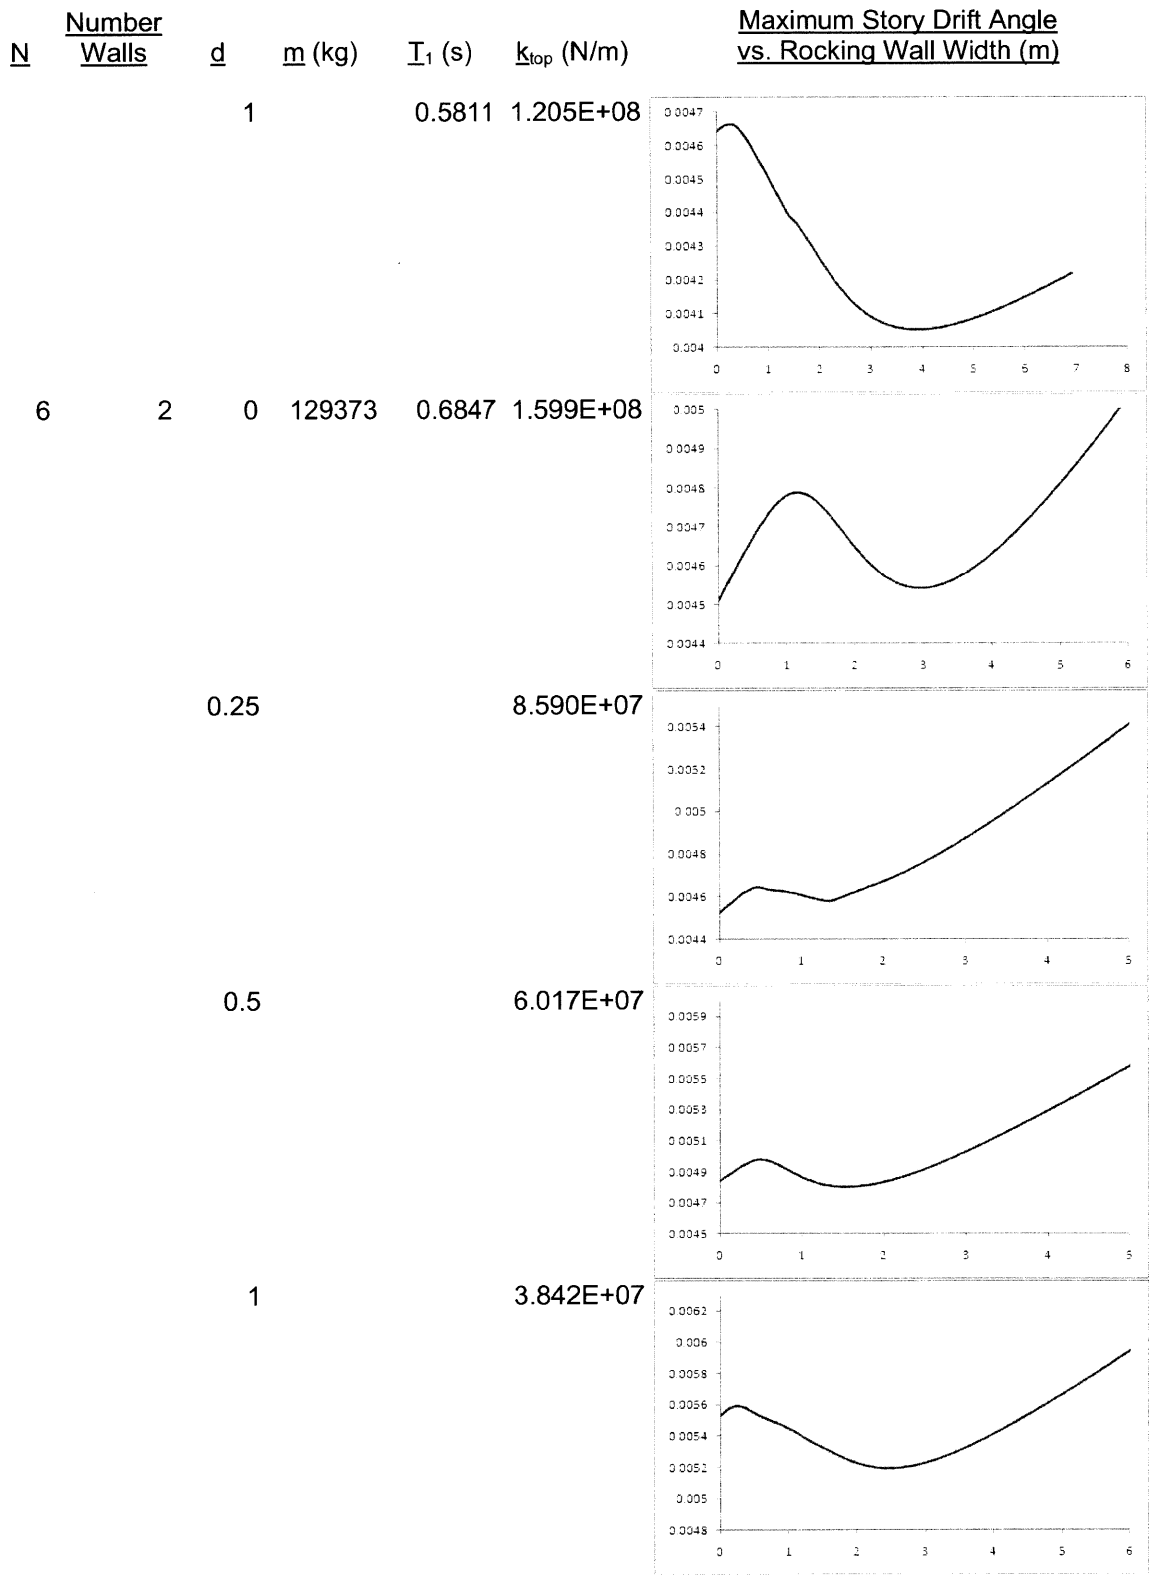 Number
Walls
N
d
m (kg)
T1 (s)
ktop (N/m)
Maximum Story Drift Angle
vs. Rocking Wall Width (m)
1 0.5811 1.205E+08
0.0047
0.0046
0.0045
0.0044
0.0043
0.0042
0.0041
0.004
0 1 2 3 4 5 6 7 8
6 2 0 129373 0.6847 1.599E+08
0.005
0.0049
0.0048
0.0047
0.0046
0.0045
0.0044
0 1 2 3 4 5 6
0.25 8.590E+07
0.0054
0.0052
0.005
0.0048
0.0046
0.0044
0 1 2 3 4 5
0.5 6.017E+07
0.0059
0.0057
0.0055
0.0053
0.0051
0.0049
0.0047
0.0045
0 1 2 3 4 5
1 3.842E+07
0.0062
0.006
0.0058
0.0056
0.0054
0.0052
0.005
0.0048
0 1 2 3 4 5 6